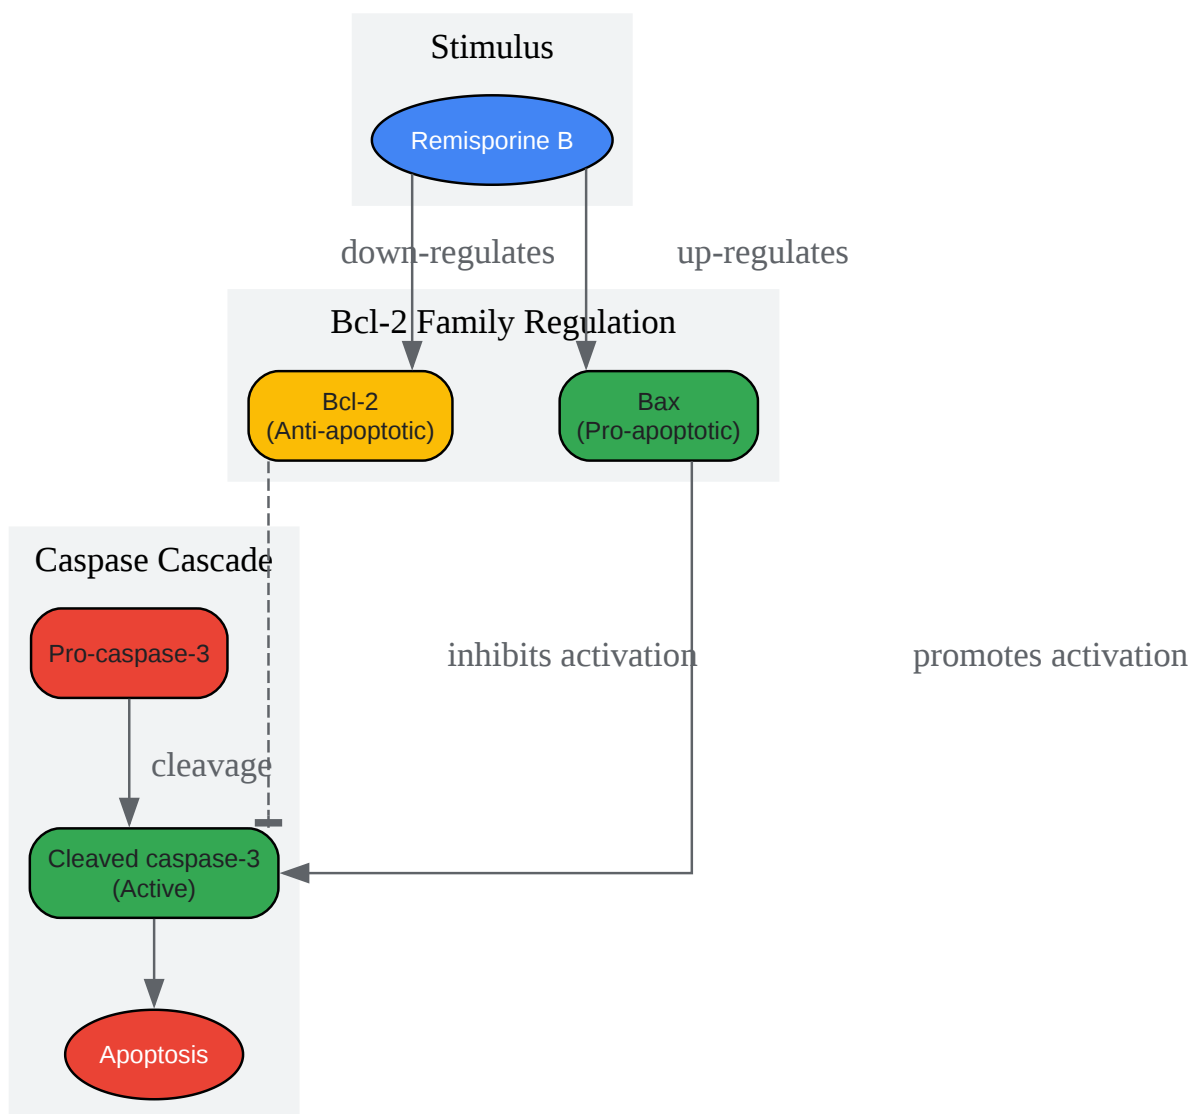 Stimulus
Remisporine B
down-regulates
up-regulates
Bcl-2 Family Regulation
Bcl-2
(Anti-apoptotic)
Bax
(Pro-apoptotic)
Caspase Cascade
Pro-caspase-3
inhibits activation
promotes activation
cleavage
Cleaved caspase-3
(Active)
Apoptosis